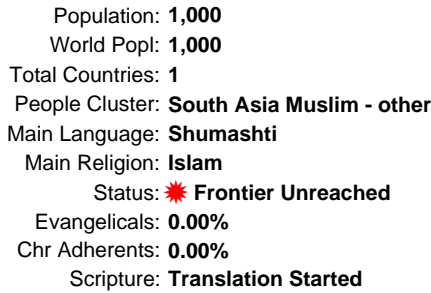 Population: 1,000
World Popl: 1,000
Total Countries: 1
People Cluster: South Asia Muslim - other
Main Language: Shumashti
Main Religion: Islam
Status: Frontier Unreached
Evangelicals: 0.00%
Chr Adherents: 0.00%
Scripture: Translation Started